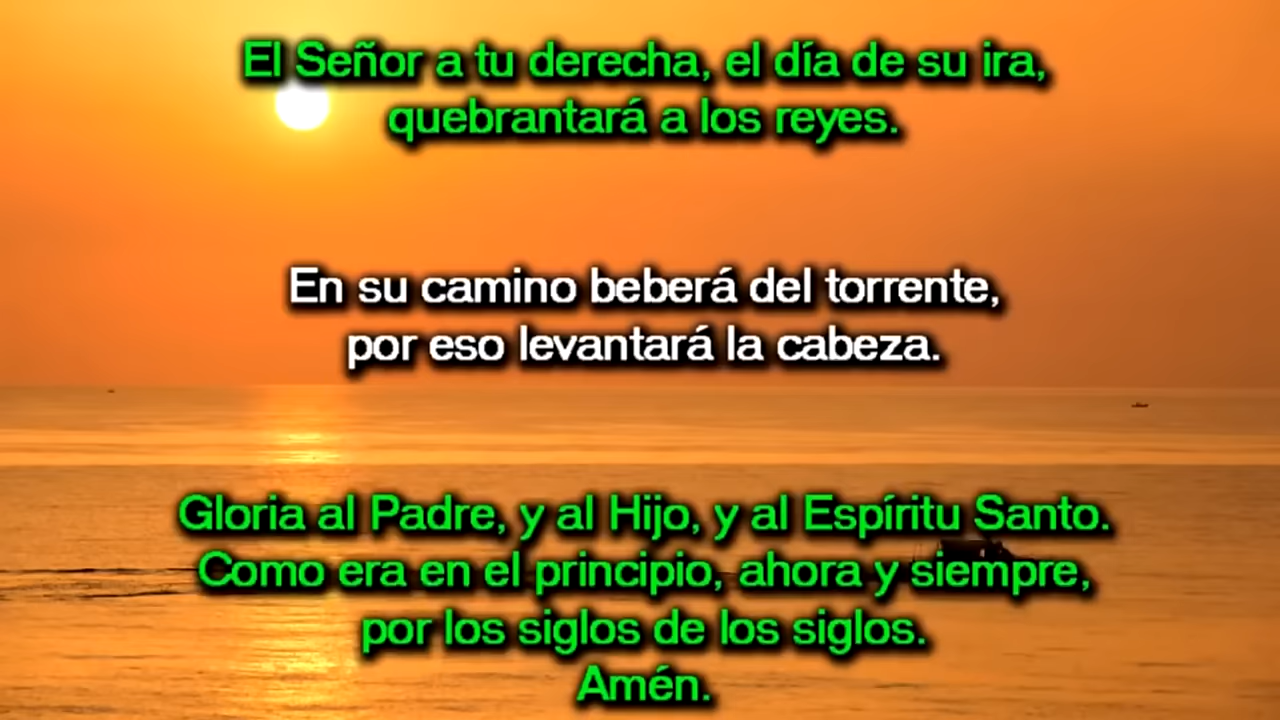 El Señor a tu derecha, el día de su ira,
quebrantará a los reyes.
En su camino beberá del torrente,
por eso levantará la cabeza.
Gloria al Padre, y al Hijo, y al Espíritu Santo.
Como era en el principio, ahora y siempre,
por los siglos de los siglos.
Amén.